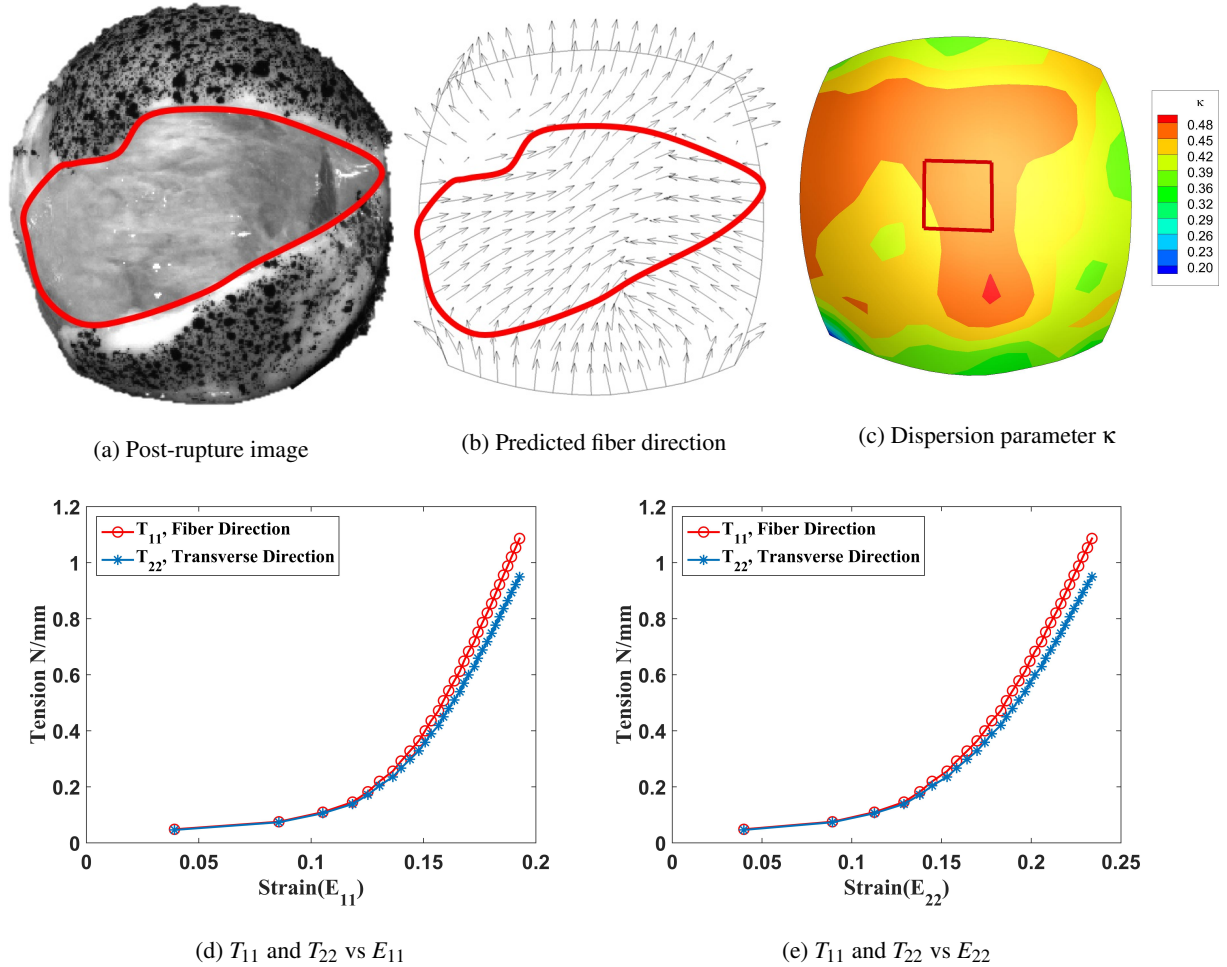 κ
0.48
0.45
0.42
0.39
0.36
0.32
0.29
0.26
0.23
0.20
(a) Post-rupture image
(b) Predicted fiber direction
(c) Dispersion parameter κ
1.2
1
0.8
0.6
0.4
0.2
0
Tension N/mm
T11, Fiber Direction
T22, Transverse Direction
0 0.05 0.1 0.15 0.2
Strain(E11)
(d) T11 and T22 vs E11
1.2
1
0.8
0.6
0.4
0.2
0
Tension N/mm
T11, Fiber Direction
T22, Transverse Direction
0 0.05 0.1 0.15 0.2 0.25
Strain(E22)
(e) T11 and T22 vs E22